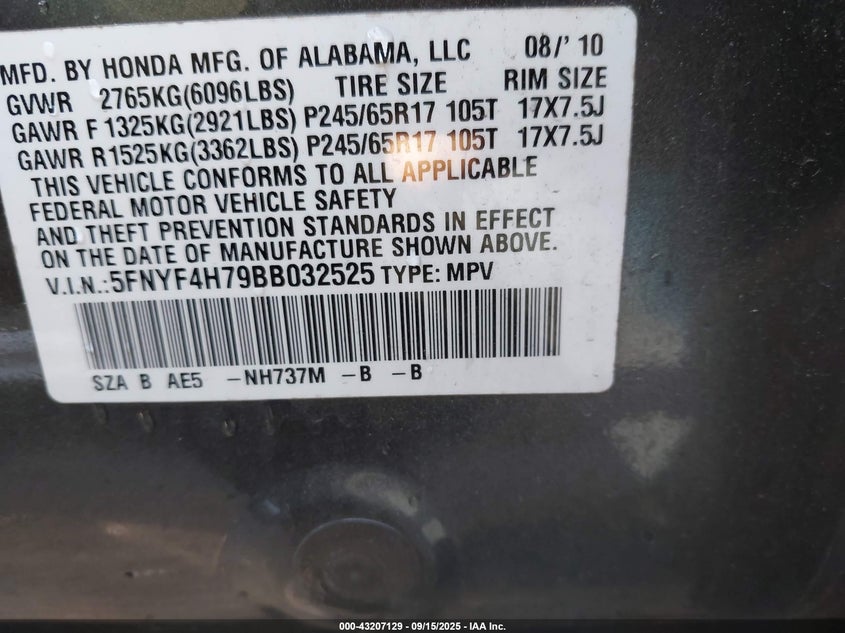 MFD. BY HONDA MFG. OF ALABAMA, LLC 08/' 10
GVWR 2765KG(6096LBS) TIRE SIZE RIM SIZE
GAWR F 1325KG(2921LBS) P245/65R17 105T 17X7.5J
GAWR R1525KG(3362LBS) P245/65R17 105T 17X7.5J
THIS VEHICLE CONFORMS TO ALL APPLICABLE
FEDERAL MOTOR VEHICLE SAFETY
AND THEFT PREVENTION STANDARDS IN EFFECT
ON THE DATE OF MANUFACTURE SHOWN ABOVE.
V.I.N.:5FNYF4H79BB032525 TYPE: MPV
SZA B AE5 -NH737M -B -B
000-43207129 - 09/15/2025 - IAA Inc.